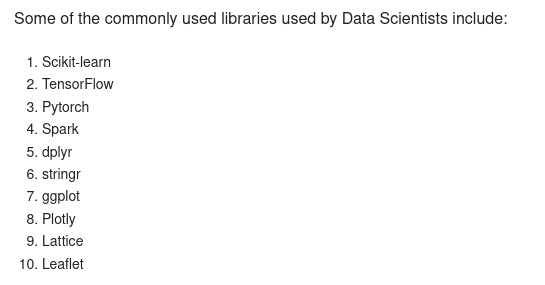 Some of the commonly used libraries used by Data Scientists include:
1. Scikit-learn
2. TensorFlow
3. Pytorch
4. Spark
5. dplyr
6. stringr
7. ggplot
8. Plotly
9. Lattice
10. Leaflet